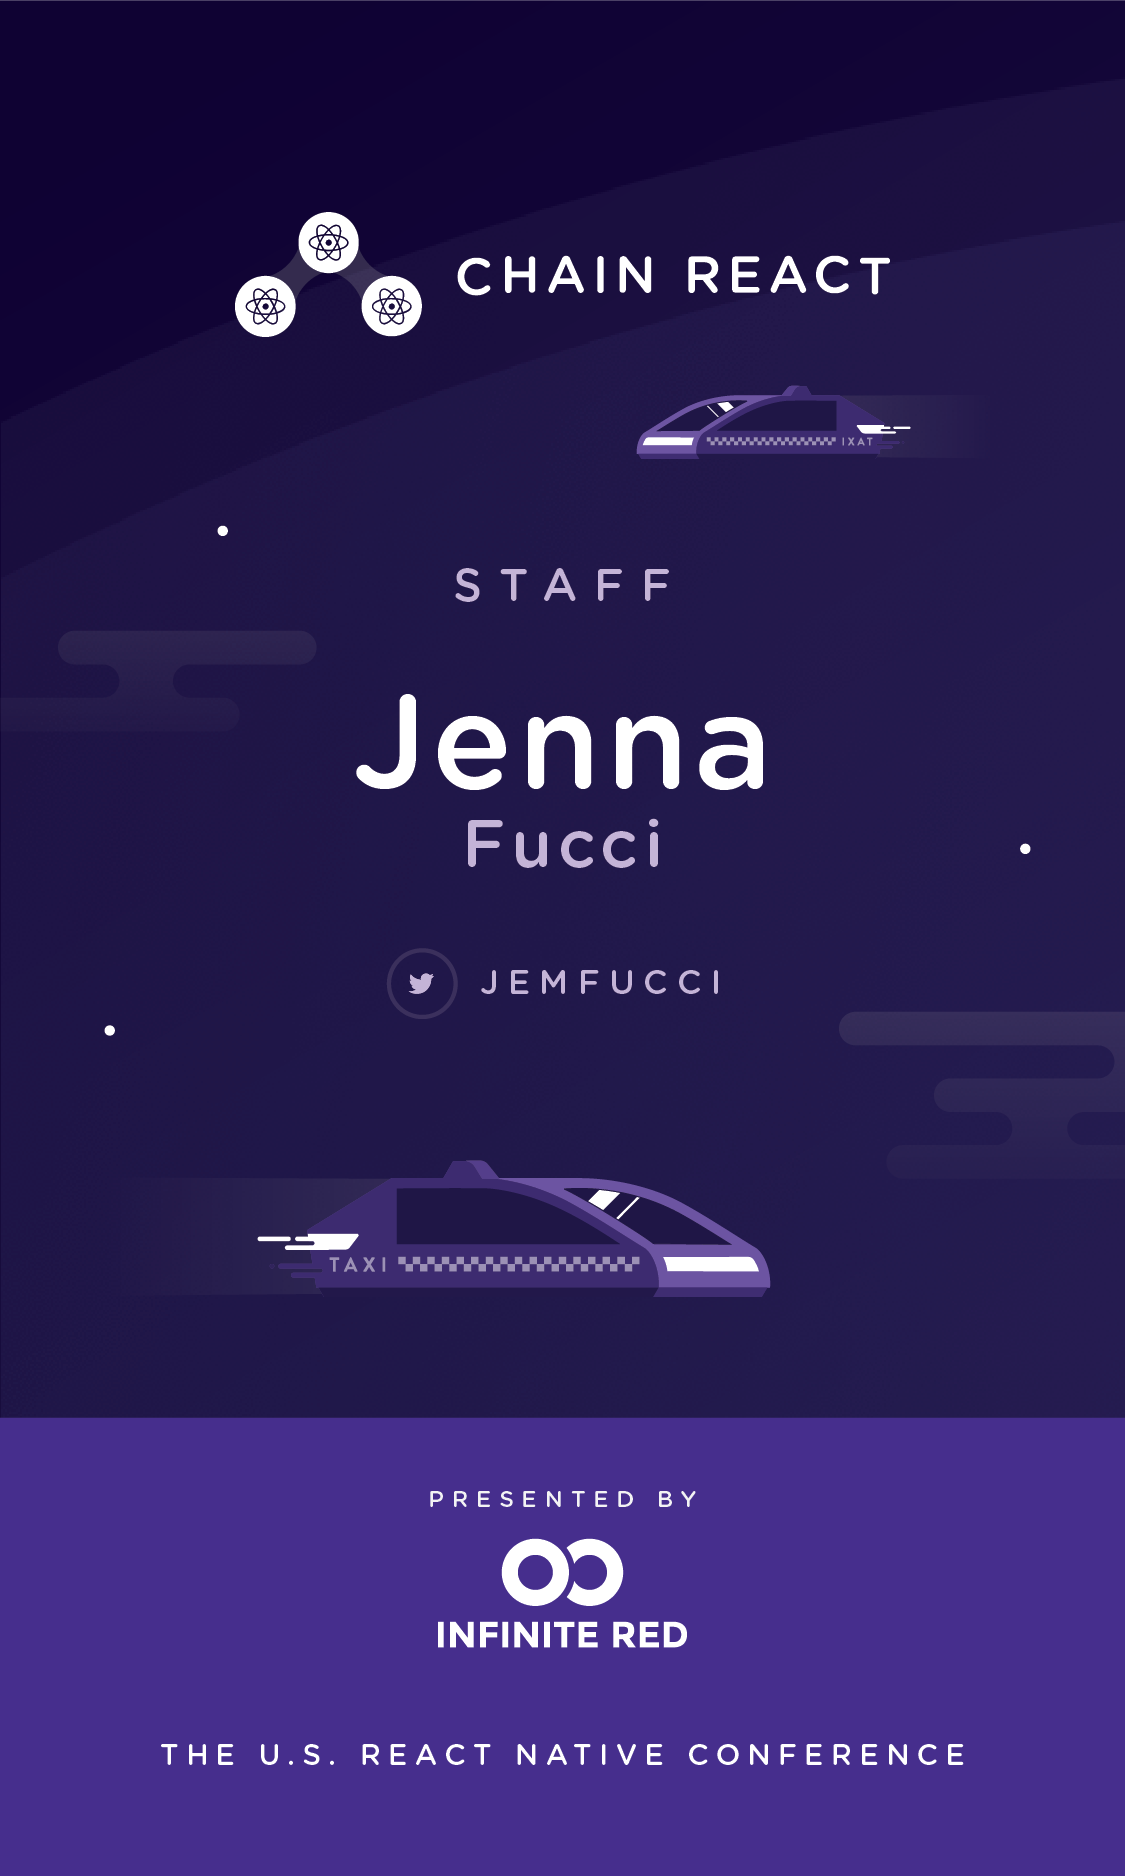 CHAIN REACT
IXAT
STAFF
Jenna
Fucci
JEMFUCCI
TAXI
PRESENTED BY
INFINITE RED
THE U.S. REACT NATIVE CONFERENCE